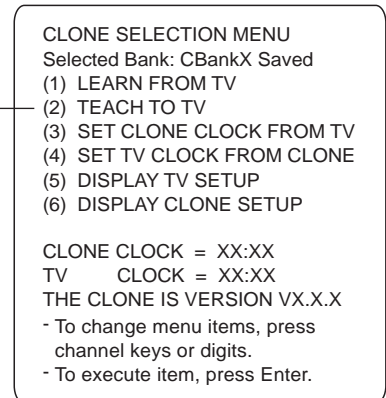 CLONE SELECTION MENU
Selected Bank: CBankX Saved
(1) LEARN FROM TV
(2) TEACH TO TV
(3) SET CLONE CLOCK FROM TV
(4) SET TV CLOCK FROM CLONE
(5) DISPLAY TV SETUP
(6) DISPLAY CLONE SETUP
CLONE CLOCK = XX:XX
TV CLOCK = XX:XX
THE CLONE IS VERSION VX.X.X
- To change menu items, press
channel keys or digits.
- To execute item, press Enter.